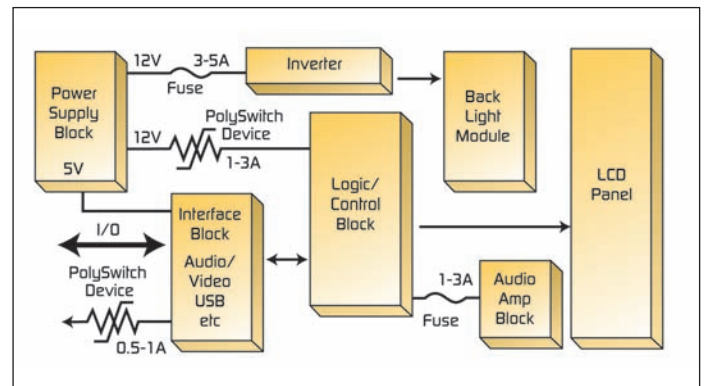 12V
3-5A
Fuse
Inverter
Power
Supply
Block
5V
12V
PolySwitch
Device
1-3A
Back
Light
Module
LCD
Panel
Logic/
Control
Block
I/O
Interface
Block
Audio/
Video
USB
etc
PolySwitch
Device
0.5-1A
1-3A
Fuse
Audio
Amp
Block